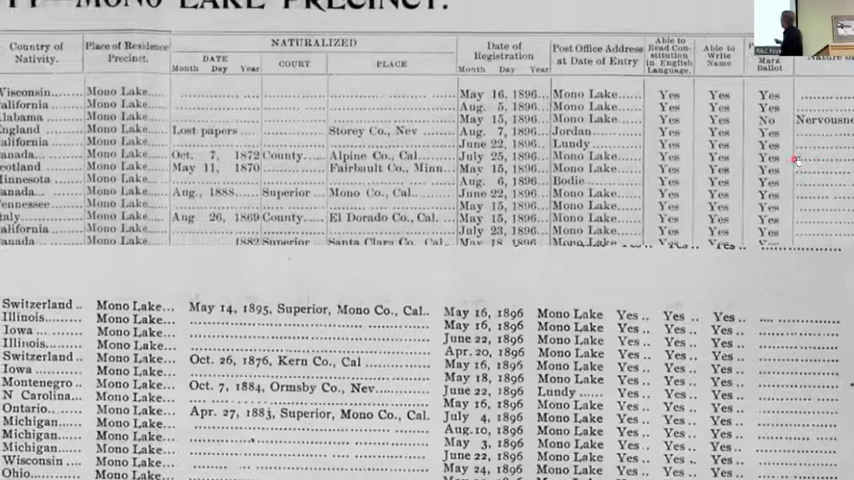 MONO LAKE PRECINCT.
Country of Nativity. Place of Residence Precinct. NATURALIZED DATE Month Day Year COURT PLACE Date of Registration Month Day Year Post Office Address at Date of Entry Able to Read Constitution in English Language. Able to Write Name Mark Ballot
Wisconsin Mono Lake May 16, 1896 Mono Lake Yes Yes Yes
California Mono Lake Aug. 5, 1896 Mono Lake Yes Yes Yes
Alabama Mono Lake May 15, 1896 Mono Lake Yes Yes No Nervousne
England Mono Lake Lost papers Storey Co., Nev Aug. 7, 1896 Jordan Yes Yes Yes
California Mono Lake June 22, 1896 Lundy Yes Yes Yes
Canada Mono Lake Oct. 7, 1872 County Alpine Co., Cal July 25, 1896 Mono Lake Yes Yes Yes
Scotland Mono Lake May 11, 1870 Fairbault Co., Minn May 15, 1896 Mono Lake Yes Yes Yes
Minnesota Mono Lake Aug. 6, 1896 Bodie Yes Yes Yes
Canada Mono Lake Aug., 1888 Superior Mono Co., Cal June 22, 1896 Mono Lake Yes Yes Yes
Tennessee Mono Lake May 15, 1896 Mono Lake Yes Yes Yes
Italy Mono Lake Aug 26, 1869 County El Dorado Co., Cal. May 15, 1896 Mono Lake Yes Yes Yes
California Mono Lake July 23, 1896 Mono Lake Yes Yes Yes
Canada Mono Lake 1882 Superior Santa Clara Co. Cal May 18 1896 Mono Lake
Switzerland .. Mono Lake... May 14, 1895, Superior, Mono Co., Cal.. May 16, 1896 Mono Lake Yes .. Yes .. Yes ..
Illinois Mono Lake... May 16, 1896 Mono Lake Yes .. Yes .. Yes ..
Iowa Mono Lake... June 22, 1896 Mono Lake Yes .. Yes .. Yes ..
Illinois Mono Lake... Apr. 20, 1896 Mono Lake Yes .. Yes .. Yes ..
Switzerland .. Mono Lake... Oct. 26, 1876, Kern Co., Cal May 16, 1896 Mono Lake Yes .. Yes .. Yes ..
Iowa Mono Lake... May 18, 1896 Mono Lake Yes .. Yes .. Yes ..
Montenegro .. Mono Lake... Oct. 7, 1884, Ormsby Co., Nev June 22, 1896 Lundy Yes .. Yes .. Yes ..
N Carolina... Mono Lake... May 16, 1896 Mono Lake Yes .. Yes .. Yes ..
Ontario Mono Lake... Apr. 27, 1883, Superior, Mono Co., Cal. July 4, 1896 Mono Lake Yes .. Yes .. Yes ..
Michigan Mono Lake... Aug. 10, 1896 Mono Lake Yes .. Yes .. Yes ..
Michigan Mono Lake... May 3, 1896 Mono Lake Yes .. Yes .. Yes ..
Michigan Mono Lake... June 22, 1896 Mono Lake Yes .. Yes .. Yes ..
Wisconsin Mono Lake... May 24, 1896 Mono Lake Yes .. Yes .. Yes ..
Ohio Mono Lake...